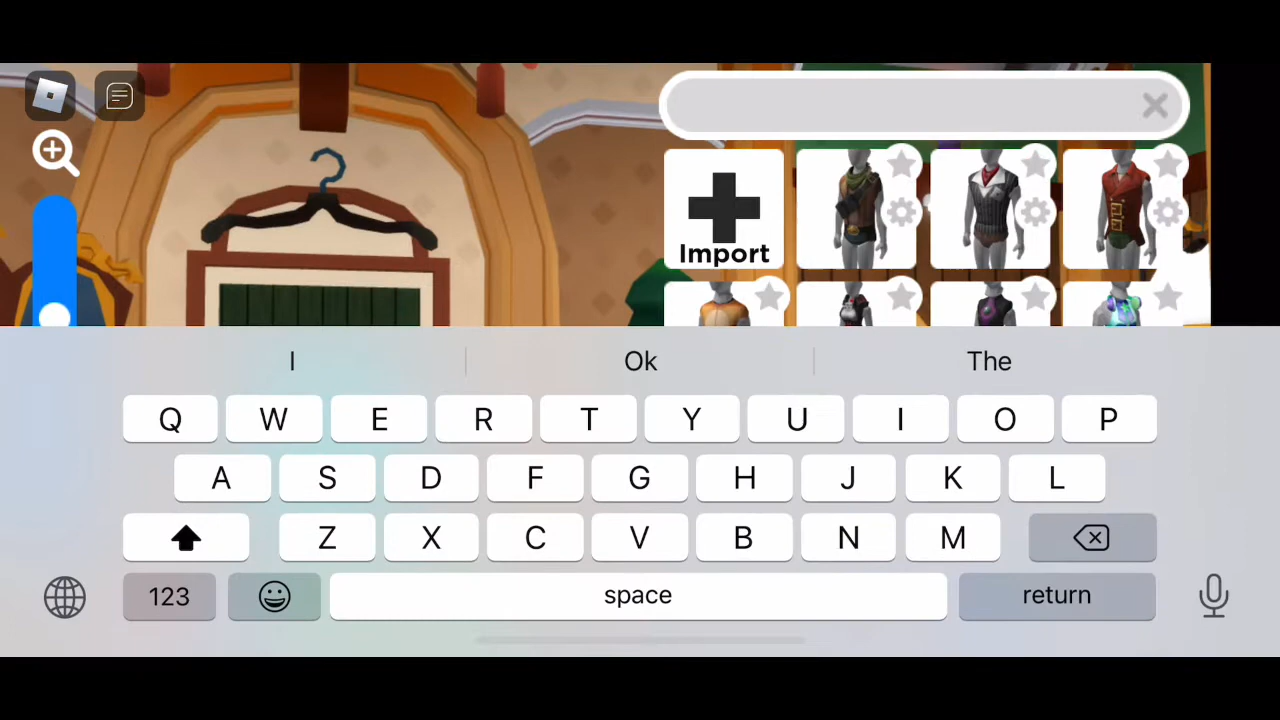 Import
I Ok The
Q W E R T Y U I O P
A S D F G H J K L
Z X C V B N M
123 space return